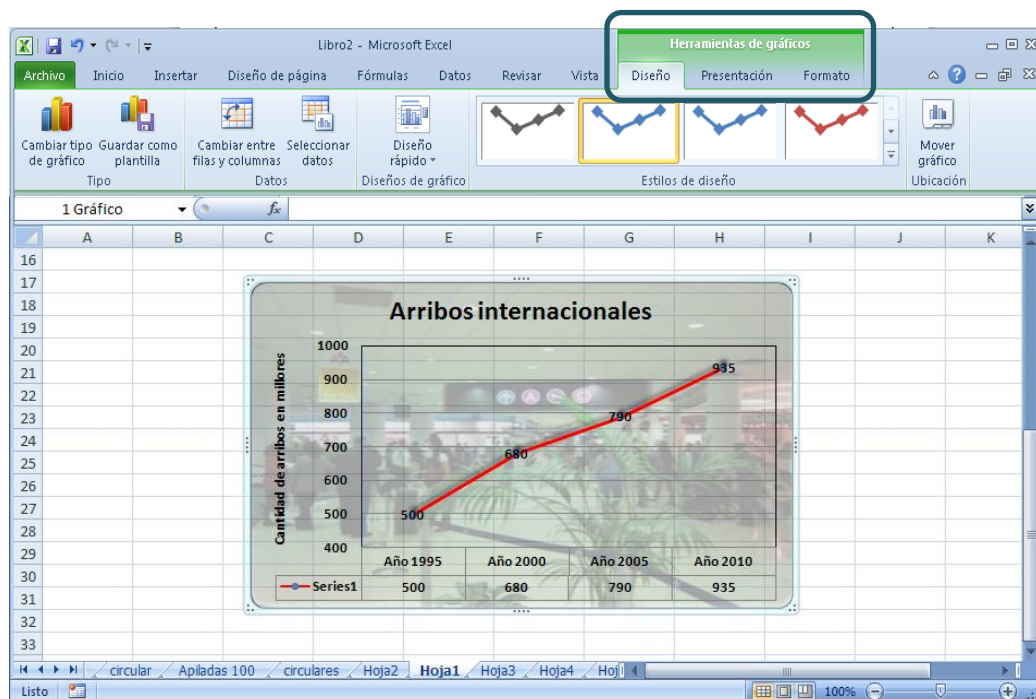 Libro2 - Microsoft Excel
Herramientas de gráficos
Archivo Inicio Insertar Diseño de página Fórmulas Datos Revisar Vista Diseño Presentación Formato
Cambiar tipo de gráfico
Guardar como plantilla
Cambiar entre filas y columnas
Seleccionar datos
Diseño rápido
Mover gráfico
Tipo Datos Diseños de gráfico Estilos de diseño Ubicación
1 Gráfico fx
A B C D E F G H I J K
16
17
18
19
20
21
22
23
24
25
26
27
28
29
30
31
32
33
Arribos internacionales
Cantidad de arribos en millores
1000
900
800
700
600
500
400
500 680 790 935
Año 1995 Año 2000 Año 2005 Año 2010
Series1 500 680 790 935
circular Apiladas 100 circulares Hoja2 Hoja1 Hoja3 Hoja4 Hoj
Listo 100%